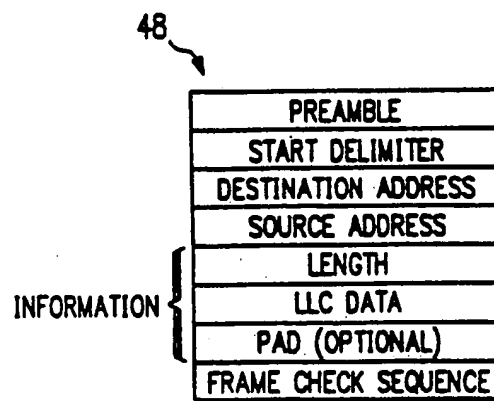 48
PREAMBLE
START DELIMITER
DESTINATION ADDRESS
SOURCE ADDRESS
LENGTH
INFORMATION
LLC DATA
PAD (OPTIONAL)
FRAME CHECK SEQUENCE